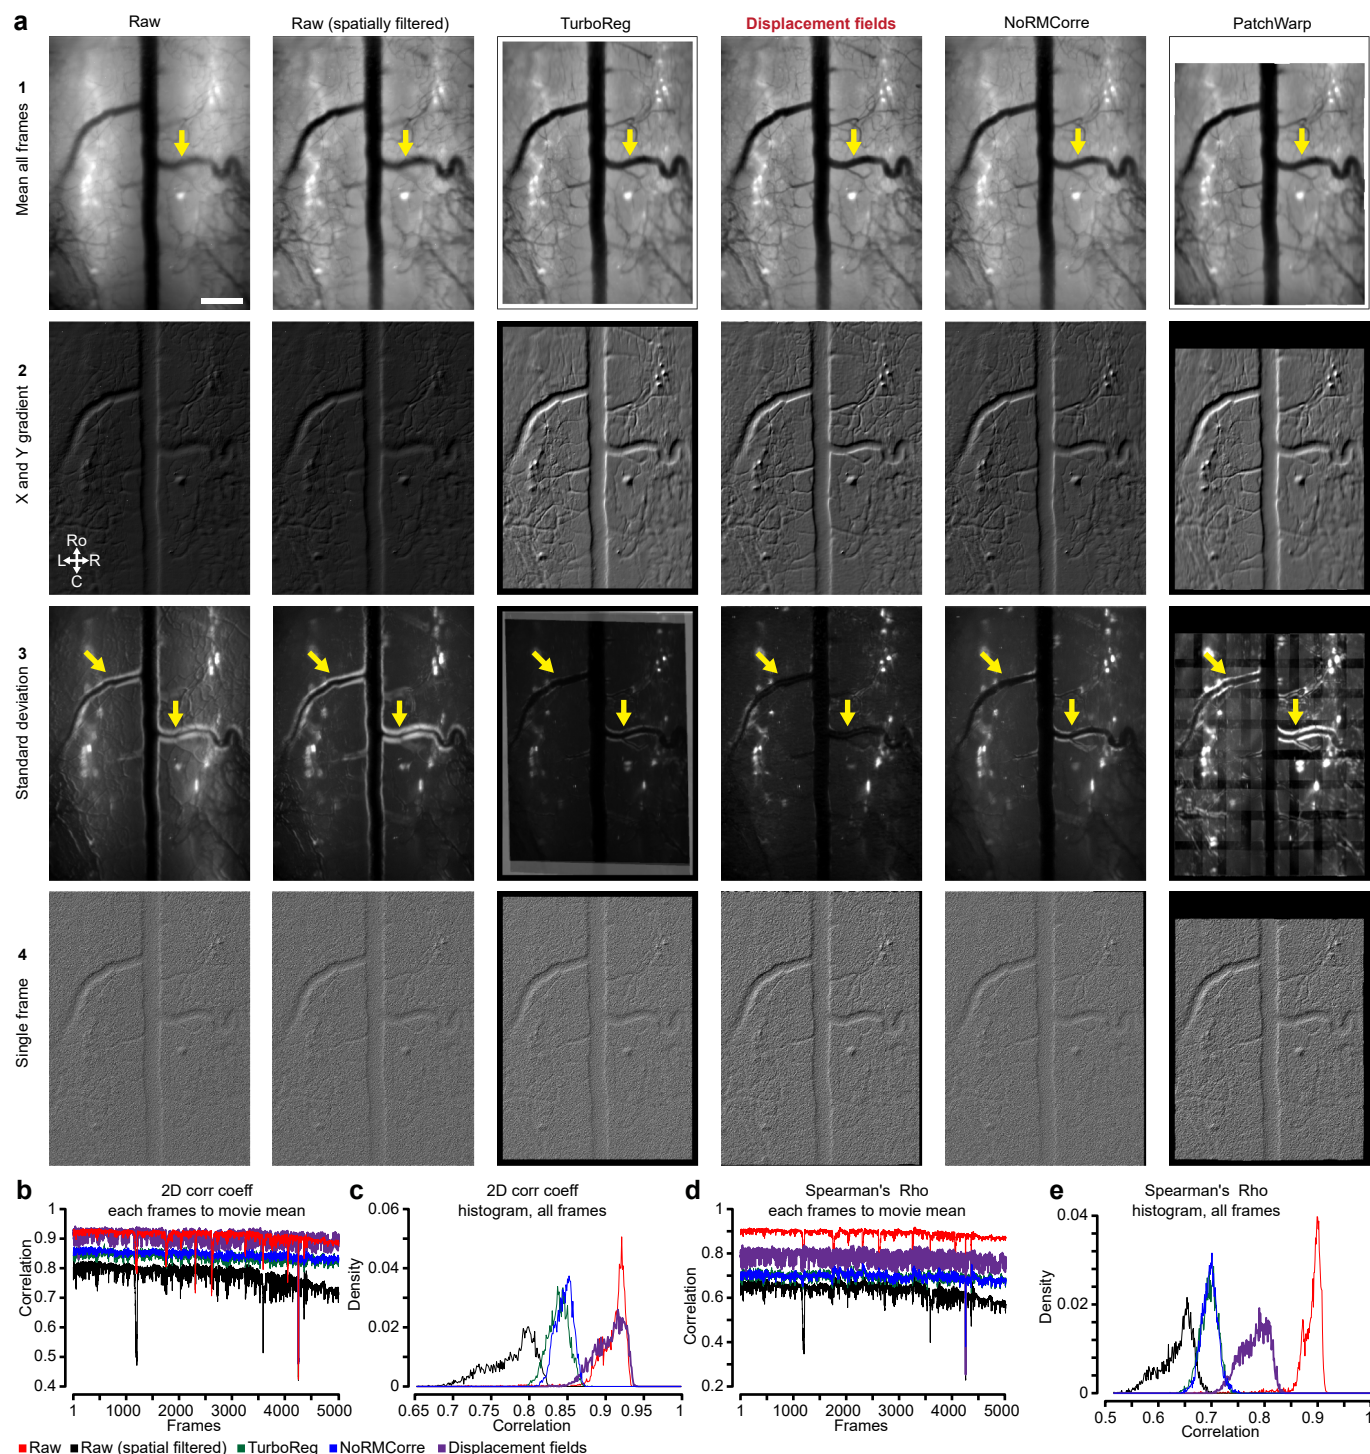 a
Raw
Raw (spatially filtered)
TurboReg
Displacement fields
NoRMCorre
PatchWarp
1
Mean all frames
2
X and Y gradient
Ro
L R
C
3
Standard deviation
4
Single frame
b
2D corr coeff
each frames to movie mean
Correlation
1
0.9
0.8
0.7
0.6
0.5
0.4
1 1000 2000 3000 4000 5000
Frames
c
2D corr coeff
histogram, all frames
Density
0.06
0.04
0.02
0
0.65 0.7 0.75 0.8 0.85 0.9 0.95 1
Correlation
d
Spearman's Rho
each frames to movie mean
Correlation
1
0.8
0.6
0.4
0.2
1 1000 2000 3000 4000 5000
Frames
e
Spearman's Rho
histogram, all frames
Density
0.04
0.02
0
0.5 0.6 0.7 0.8 0.9 1
Correlation
Raw Raw (spatial filtered) TurboReg NoRMCorre Displacement fields